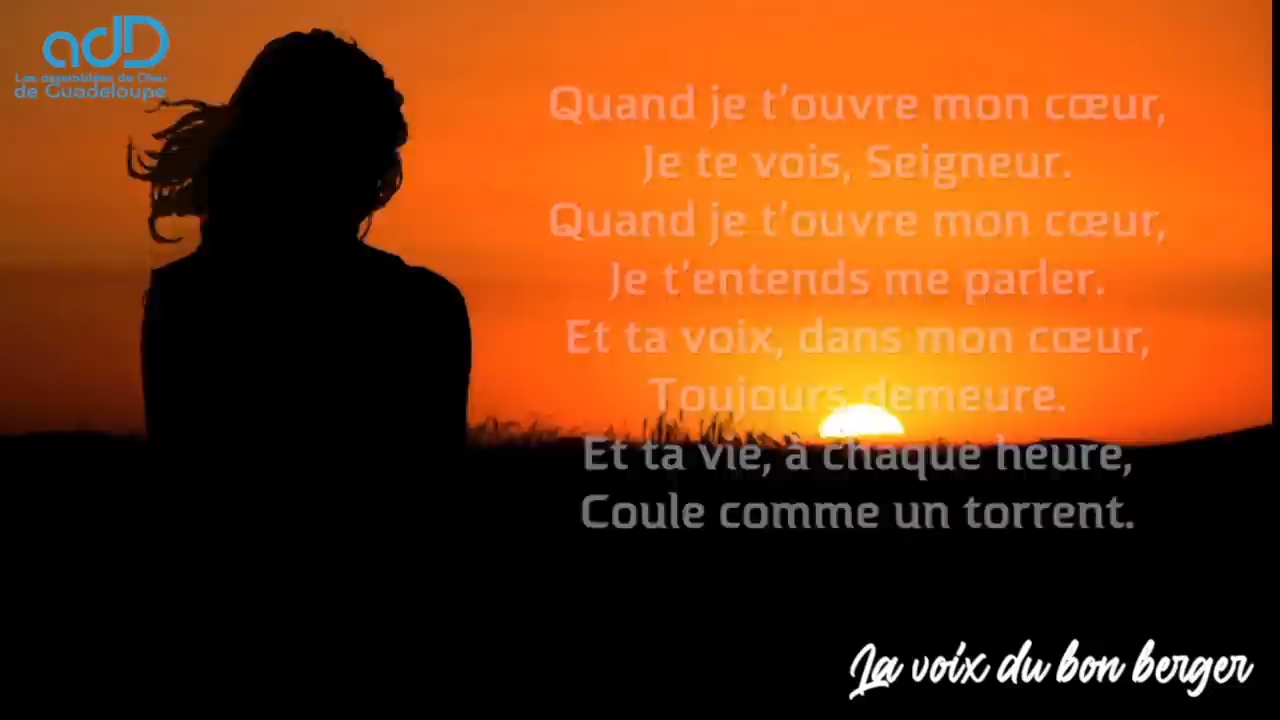 adD
Les assemblées de Dieu
de Guadeloupe
Quand je t'ouvre mon cœur,
Je te vois, Seigneur.
Quand je t'ouvre mon cœur,
Je t'entends me parler.
Et ta voix, dans mon cœur,
Toujours demeure.
Et ta vie, à chaque heure,
Coule comme un torrent.
La voix du bon berger